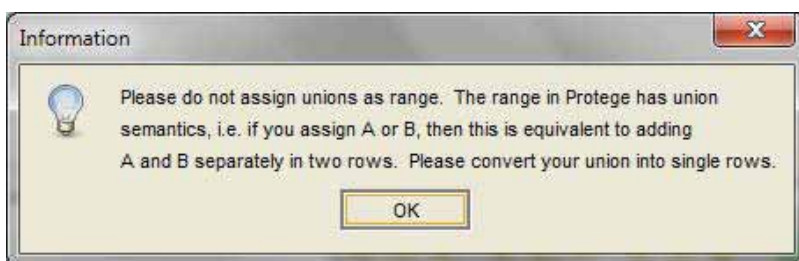 Information
Please do not assign unions as range. The range in Protege has union
semantics, i.e. if you assign A or B, then this is equivalent to adding
A and B separately in two rows. Please convert your union into single rows.
OK